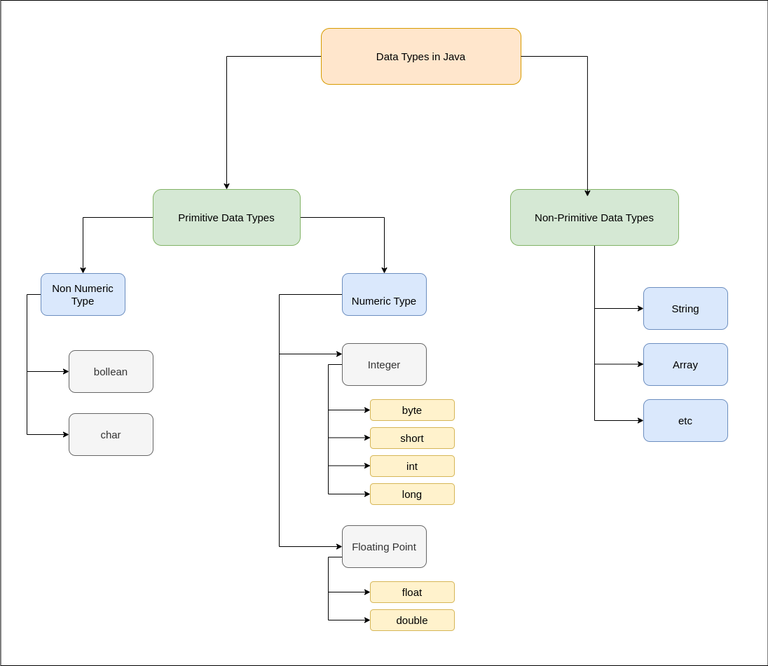 Data Types in Java
Primitive Data Types
Non-Primitive Data Types
Non Numeric
Type
Numeric Type
String
Array
etc
bollean
char
Integer
byte
short
int
long
Floating Point
float
double